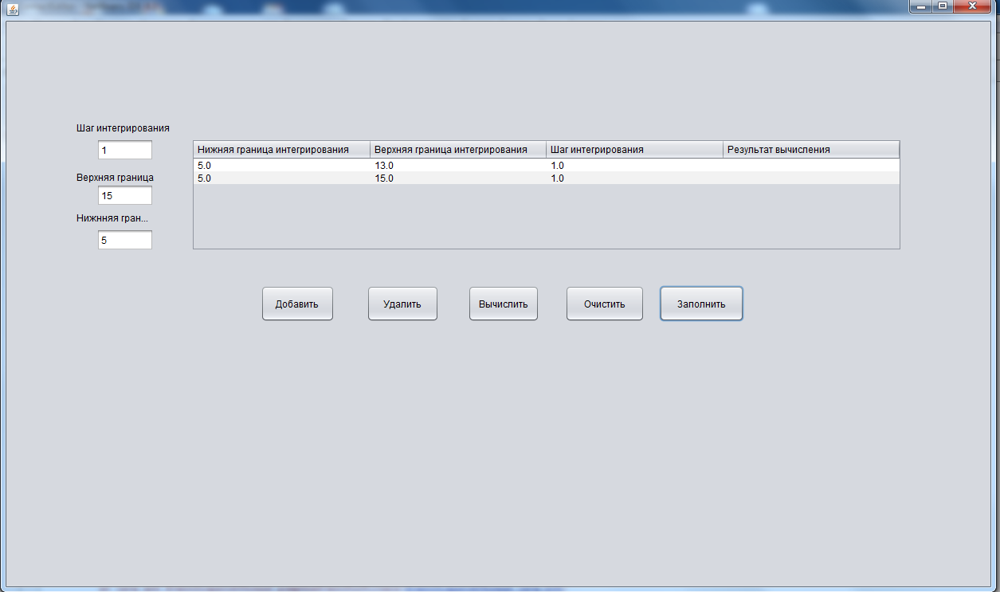 Шаг интегрирования
1
Верхняя граница
15
Нижнняя гран...
5
Нижняя граница интегрирования Верхняя граница интегрирования Шаг интегрирования Результат вычисления
5.0 13.0 1.0
5.0 15.0 1.0
Добавить Удалить Вычислить Очистить Заполнить